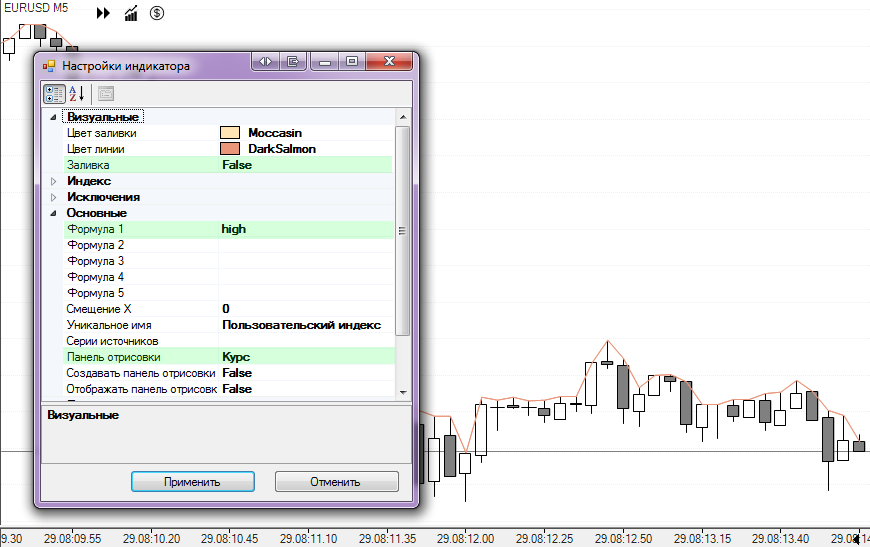 EURUSD M5
Настройки индикатора
Визуальные
Цвет заливки Moccasin
Цвет линии DarkSalmon
Заливка False
Индекс
Исключения
Основные
Формула 1 high
Формула 2
Формула 3
Формула 4
Формула 5
Смещение X 0
Уникальное имя Пользовательский индекс
Серии источников
Панель отрисовки Курс
Создавать панель отрисовки False
Отображать панель отрисовк False
Визуальные
Применить Отменить
9.30 29.08:09.55 29.08:10.20 29.08:10.45 29.08:11.10 29.08:11.35 29.08:12.00 29.08:12.25 29.08:12.50 29.08:13.15 29.08:13.40 29.08:14